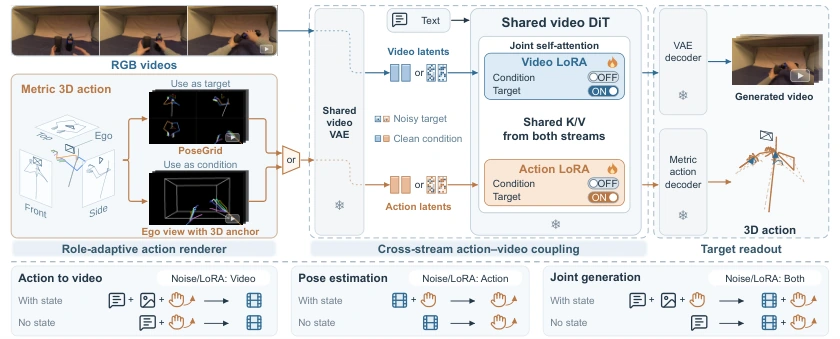 RGB videos
Metric 3D action
Top
Ego
Front
Side
Use as target
PoseGrid
Use as condition
Ego view with 3D anchor
or
Role-adaptive action renderer
Shared
video
VAE
Text
Video latents
or
Noisy target
Clean condition
or
Action latents
Shared video DiT
Joint self-attention
Video LoRA
Condition OFF
Target ON
Shared K/V
from both streams
Action LoRA
Condition OFF
Target ON
Cross-stream action–video coupling
VAE
decoder
Generated video
Metric
action
decoder
3D action
Target readout
Action to video Noise/LoRA: Video
With state + +
No state +
Pose estimation Noise/LoRA: Action
With state +
No state
Joint generation Noise/LoRA: Both
With state + + +
No state +